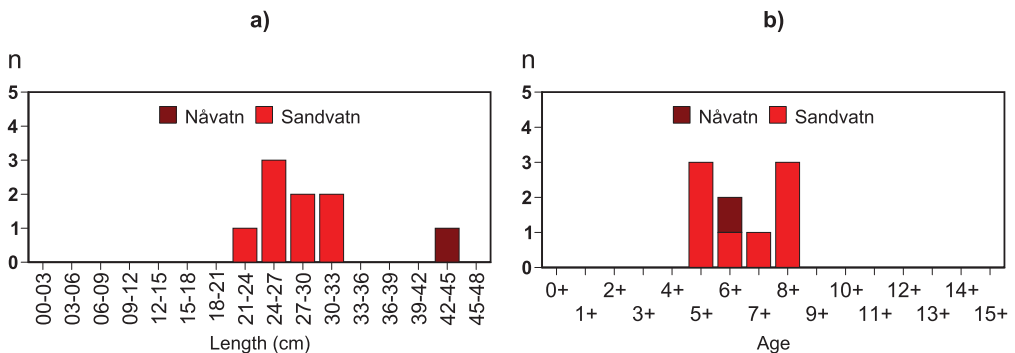 a)
n
5
4
3
2
1
0
Nåvatn Sandvatn
00-03 03-06 06-09 09-12 12-15 15-18 18-21 21-24 24-27 27-30 30-33 33-36 36-39 39-42 42-45 45-48
Length (cm)
b)
n
5
4
3
2
1
0
Nåvatn Sandvatn
0+ 2+ 4+ 6+ 8+ 10+ 12+ 14+
1+ 3+ 5+ 7+ 9+ 11+ 13+ 15+
Age